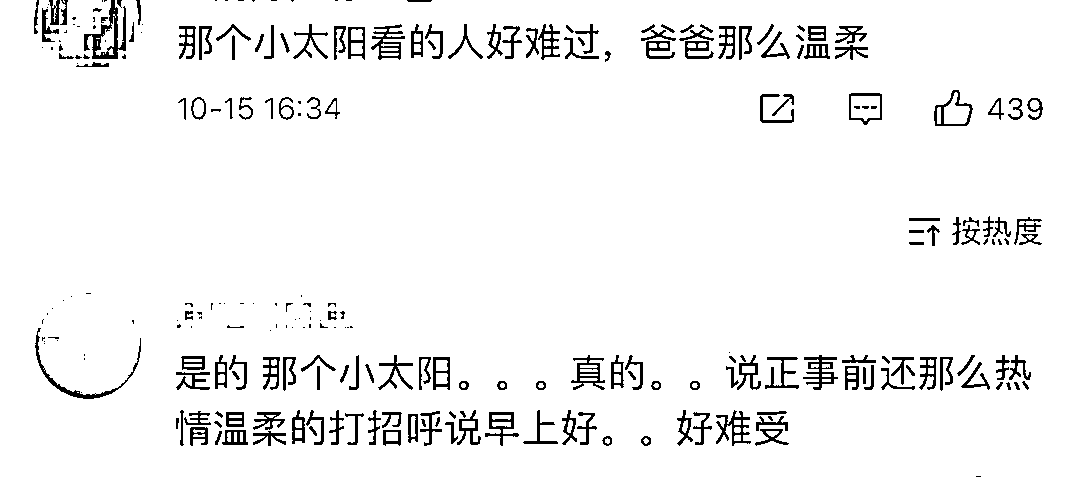 那个小太阳看的人好难过，爸爸那么温柔
10-15 16:34
439
按热度
是的 那个小太阳。。。真的。。说正事前还那么热
情温柔的打招呼说早上好。。好难受